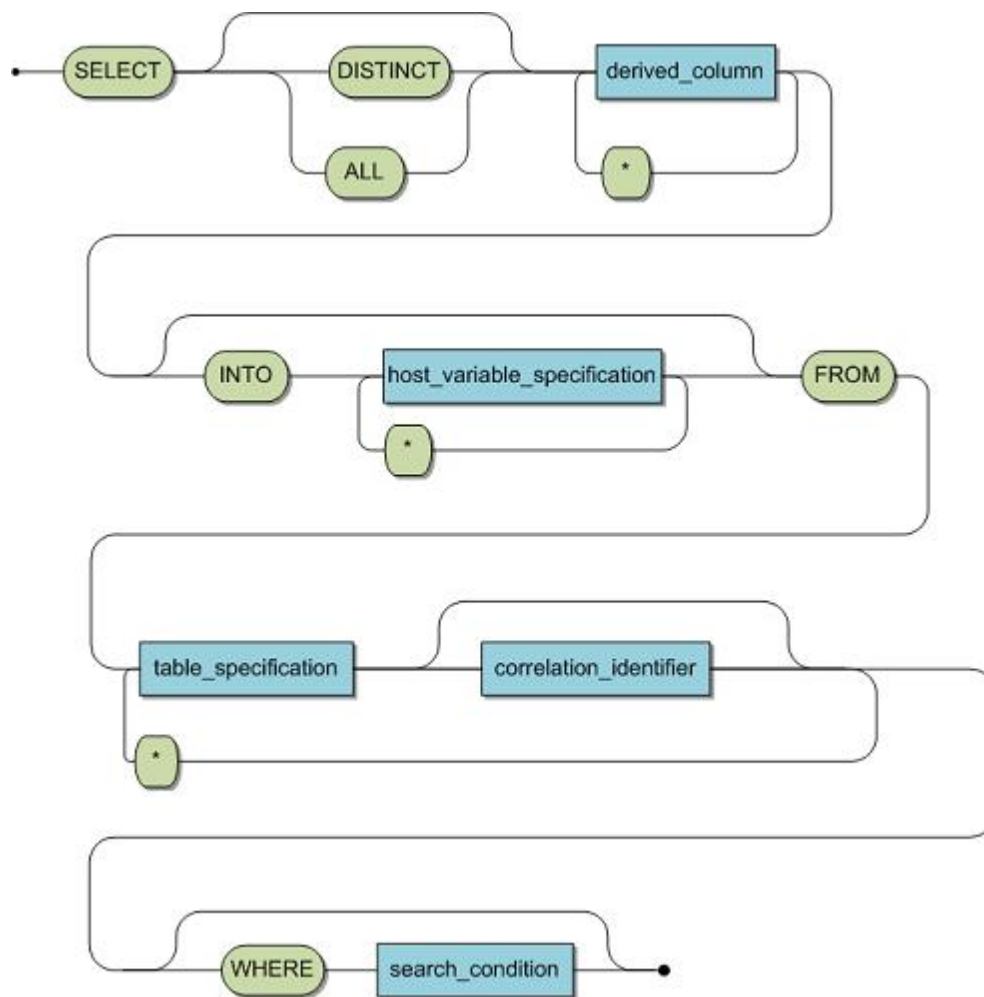 SELECT DISTINCT derived_column
ALL *
INTO host_variable_specification FROM
*
table_specification correlation_identifier
*
WHERE search_condition